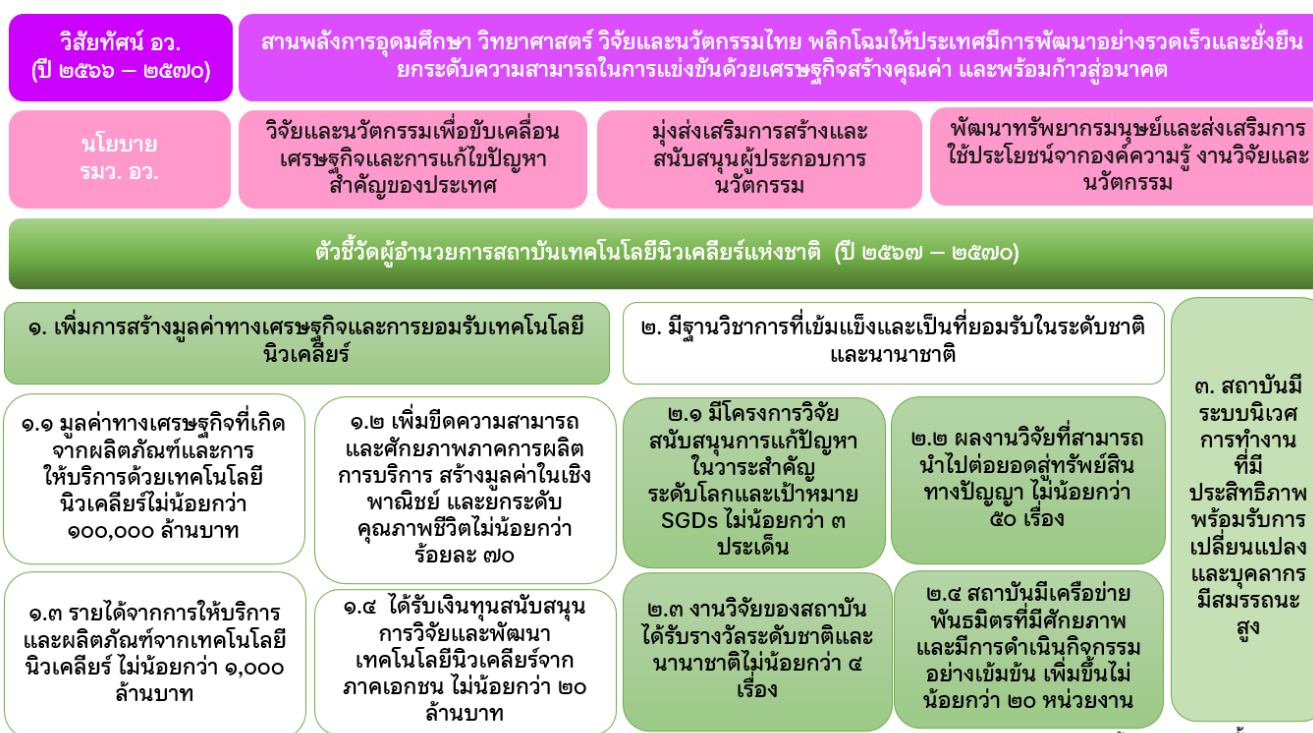 วิสัยทัศน์ อว.
(ปี ๒๕๖๖ – ๒๕๗๐)
สานพลังการอุดมศึกษา วิทยาศาสตร์ วิจัยและนวัตกรรมไทย พลิกโฉมให้ประเทศมีการพัฒนาอย่างรวดเร็วและยั่งยืน
ยกระดับความสามารถในการแข่งขันด้วยเศรษฐกิจสร้างคุณค่า และพร้อมก้าวสู่อนาคต
นโยบาย
รมว. อว.
วิจัยและนวัตกรรมเพื่อขับเคลื่อน
เศรษฐกิจและการแก้ไขปัญหา
สำคัญของประเทศ
มุ่งส่งเสริมการสร้างและ
สนับสนุนผู้ประกอบการ
นวัตกรรม
พัฒนาทรัพยากรมนุษย์และส่งเสริมการ
ใช้ประโยชน์จากองค์ความรู้ งานวิจัยและ
นวัตกรรม
ตัวชี้วัดผู้อำนวยการสถาบันเทคโนโลยีนิวเคลียร์แห่งชาติ (ปี ๒๕๖๗ – ๒๕๗๐)
๑. เพิ่มการสร้างมูลค่าทางเศรษฐกิจและการยอมรับเทคโนโลยี
นิวเคลียร์
๑.๑ มูลค่าทางเศรษฐกิจที่เกิด
จากผลิตภัณฑ์และการ
ให้บริการด้วยเทคโนโลยี
นิวเคลียร์ไม่น้อยกว่า
๑๐๐,๐๐๐ ล้านบาท
๑.๒ เพิ่มขีดความสามารถ
และศักยภาพภาคการผลิต
การบริการ สร้างมูลค่าในเชิง
พาณิชย์ และยกระดับ
คุณภาพชีวิตไม่น้อยกว่า
ร้อยละ ๗๐
๑.๓ รายได้จากการให้บริการ
และผลิตภัณฑ์จากเทคโนโลยี
นิวเคลียร์ ไม่น้อยกว่า ๑,๐๐๐
ล้านบาท
๑.๔ ได้รับเงินทุนสนับสนุน
การวิจัยและพัฒนา
เทคโนโลยีนิวเคลียร์จาก
ภาคเอกชน ไม่น้อยกว่า ๒๐
ล้านบาท
๒. มีฐานวิชาการที่เข้มแข็งและเป็นที่ยอมรับในระดับชาติ
และนานาชาติ
๒.๑ มีโครงการวิจัย
สนับสนุนการแก้ปัญหา
ในวาระสำคัญ
ระดับโลกและเป้าหมาย
SGDs ไม่น้อยกว่า ๓
ประเด็น
๒.๒ ผลงานวิจัยที่สามารถ
นำไปต่อยอดสู่ทรัพย์สิน
ทางปัญญา ไม่น้อยกว่า
๕๐ เรื่อง
๒.๓ งานวิจัยของสถาบัน
ได้รับรางวัลระดับชาติและ
นานาชาติไม่น้อยกว่า ๔
เรื่อง
๒.๔ สถาบันมีเครือข่าย
พันธมิตรที่มีศักยภาพ
และมีการดำเนินกิจกรรม
อย่างเข้มข้น เพิ่มขึ้นไม่
น้อยกว่า ๒๐ หน่วยงาน
๓. สถาบันมี
ระบบนิเวศ
การทำงาน
ที่มี
ประสิทธิภาพ
พร้อมรับการ
เปลี่ยนแปลง
และบุคลากร
มีสมรรถนะ
สูง